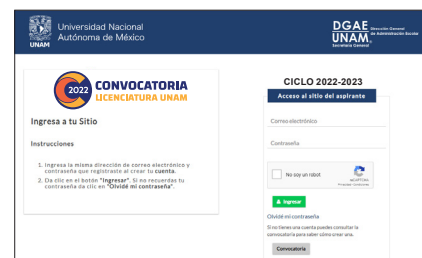 UNAM
Universidad Nacional
Autónoma de México
DGAE Dirección General
de Administración Escolar
UNAM
Secretaría General
2022 CONVOCATORIA
LICENCIATURA UNAM
Ingresa a tu Sitio
Instrucciones
1. Ingresa la misma dirección de correo electrónico y
contraseña que registraste al crear tu cuenta.
2. Da clic en el botón "Ingresar". Si no recuerdas tu
contraseña da clic en "Olvidé mi contraseña".
CICLO 2022-2023
Acceso al sitio del aspirante
Correo electrónico
Contraseña
No soy un robot
reCAPTCHA
Privacidad - Condiciones
Ingresar
Olvidé mi contraseña
Si no tienes una cuenta puedes consultar la
convocatoria para saber cómo crear una.
Convocatoria